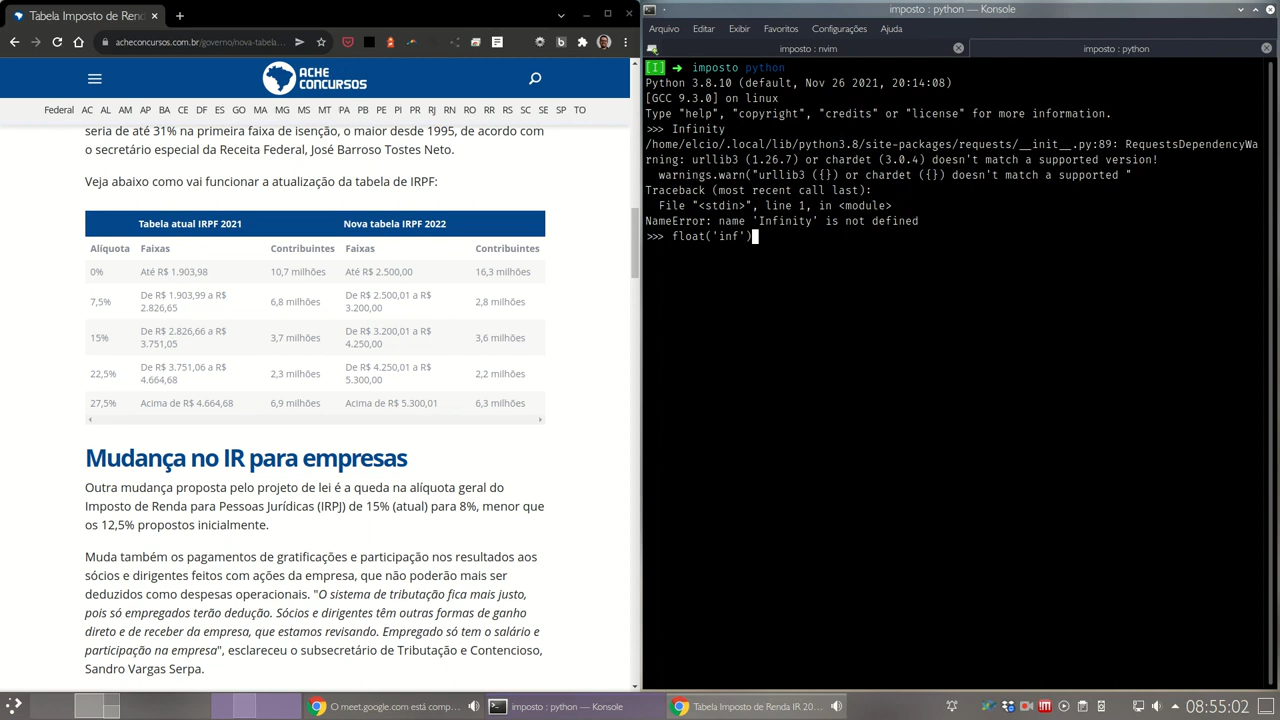 Tabela Imposto de Rend
acheconcursos.com.br/governo/nova-tabela...
ACHE
CONCURSOS
Federal AC AL AM AP BA CE DF ES GO MA MG MS MT PA PB PE PI PR RJ RN RO RR RS SC SE SP TO
seria de até 31% na primeira faixa de isenção, o maior desde 1995, de acordo com
o secretário especial da Receita Federal, José Barroso Tostes Neto.
Veja abaixo como vai funcionar a atualização da tabela de IRPF:
Tabela atual IRPF 2021 Nova tabela IRPF 2022
Alíquota Faixas Contribuintes Faixas Contribuintes
0% Até R$ 1.903,98 10,7 milhões Até R$ 2.500,00 16,3 milhões
7,5% De R$ 1.903,99 a R$ 2.826,65 6,8 milhões De R$ 2.500,01 a R$ 3.200,00 2,8 milhões
15% De R$ 2.826,66 a R$ 3.751,05 3,7 milhões De R$ 3.200,01 a R$ 4.250,00 3,6 milhões
22,5% De R$ 3.751,06 a R$ 4.664,68 2,3 milhões De R$ 4.250,01 a R$ 5.300,00 2,2 milhões
27,5% Acima de R$ 4.664,68 6,9 milhões Acima de R$ 5.300,01 6,3 milhões
Mudança no IR para empresas
Outra mudança proposta pelo projeto de lei é a queda na alíquota geral do
Imposto de Renda para Pessoas Jurídicas (IRPJ) de 15% (atual) para 8%, menor que
os 12,5% propostos inicialmente.
Muda também os pagamentos de gratificações e participação nos resultados aos
sócios e dirigentes feitos com ações da empresa, que não poderão mais ser
deduzidos como despesas operacionais. "O sistema de tributação fica mais justo,
pois só empregados terão dedução. Sócios e dirigentes têm outras formas de ganho
direto e de receber da empresa, que estamos revisando. Empregado só tem o salário e
participação na empresa", esclareceu o subsecretário de Tributação e Contencioso,
Sandro Vargas Serpa.
imposto : python — Konsole
Arquivo Editar Exibir Favoritos Configurações Ajuda
imposto : nvim imposto : python
[I] ➜ imposto python
Python 3.8.10 (default, Nov 26 2021, 20:14:08)
[GCC 9.3.0] on linux
Type "help", "copyright", "credits" or "license" for more information.
>>> Infinity
/home/elcio/.local/lib/python3.8/site-packages/requests/__init__.py:89: RequestsDependencyWa
rning: urllib3 (1.26.7) or chardet (3.0.4) doesn't match a supported version!
warnings.warn("urllib3 ({}) or chardet ({}) doesn't match a supported "
Traceback (most recent call last):
File "<stdin>", line 1, in <module>
NameError: name 'Infinity' is not defined
>>> float('inf')
O meet.google.com está comp... imposto : python — Konsole Tabela Imposto de Renda IR 20... 08:55:02